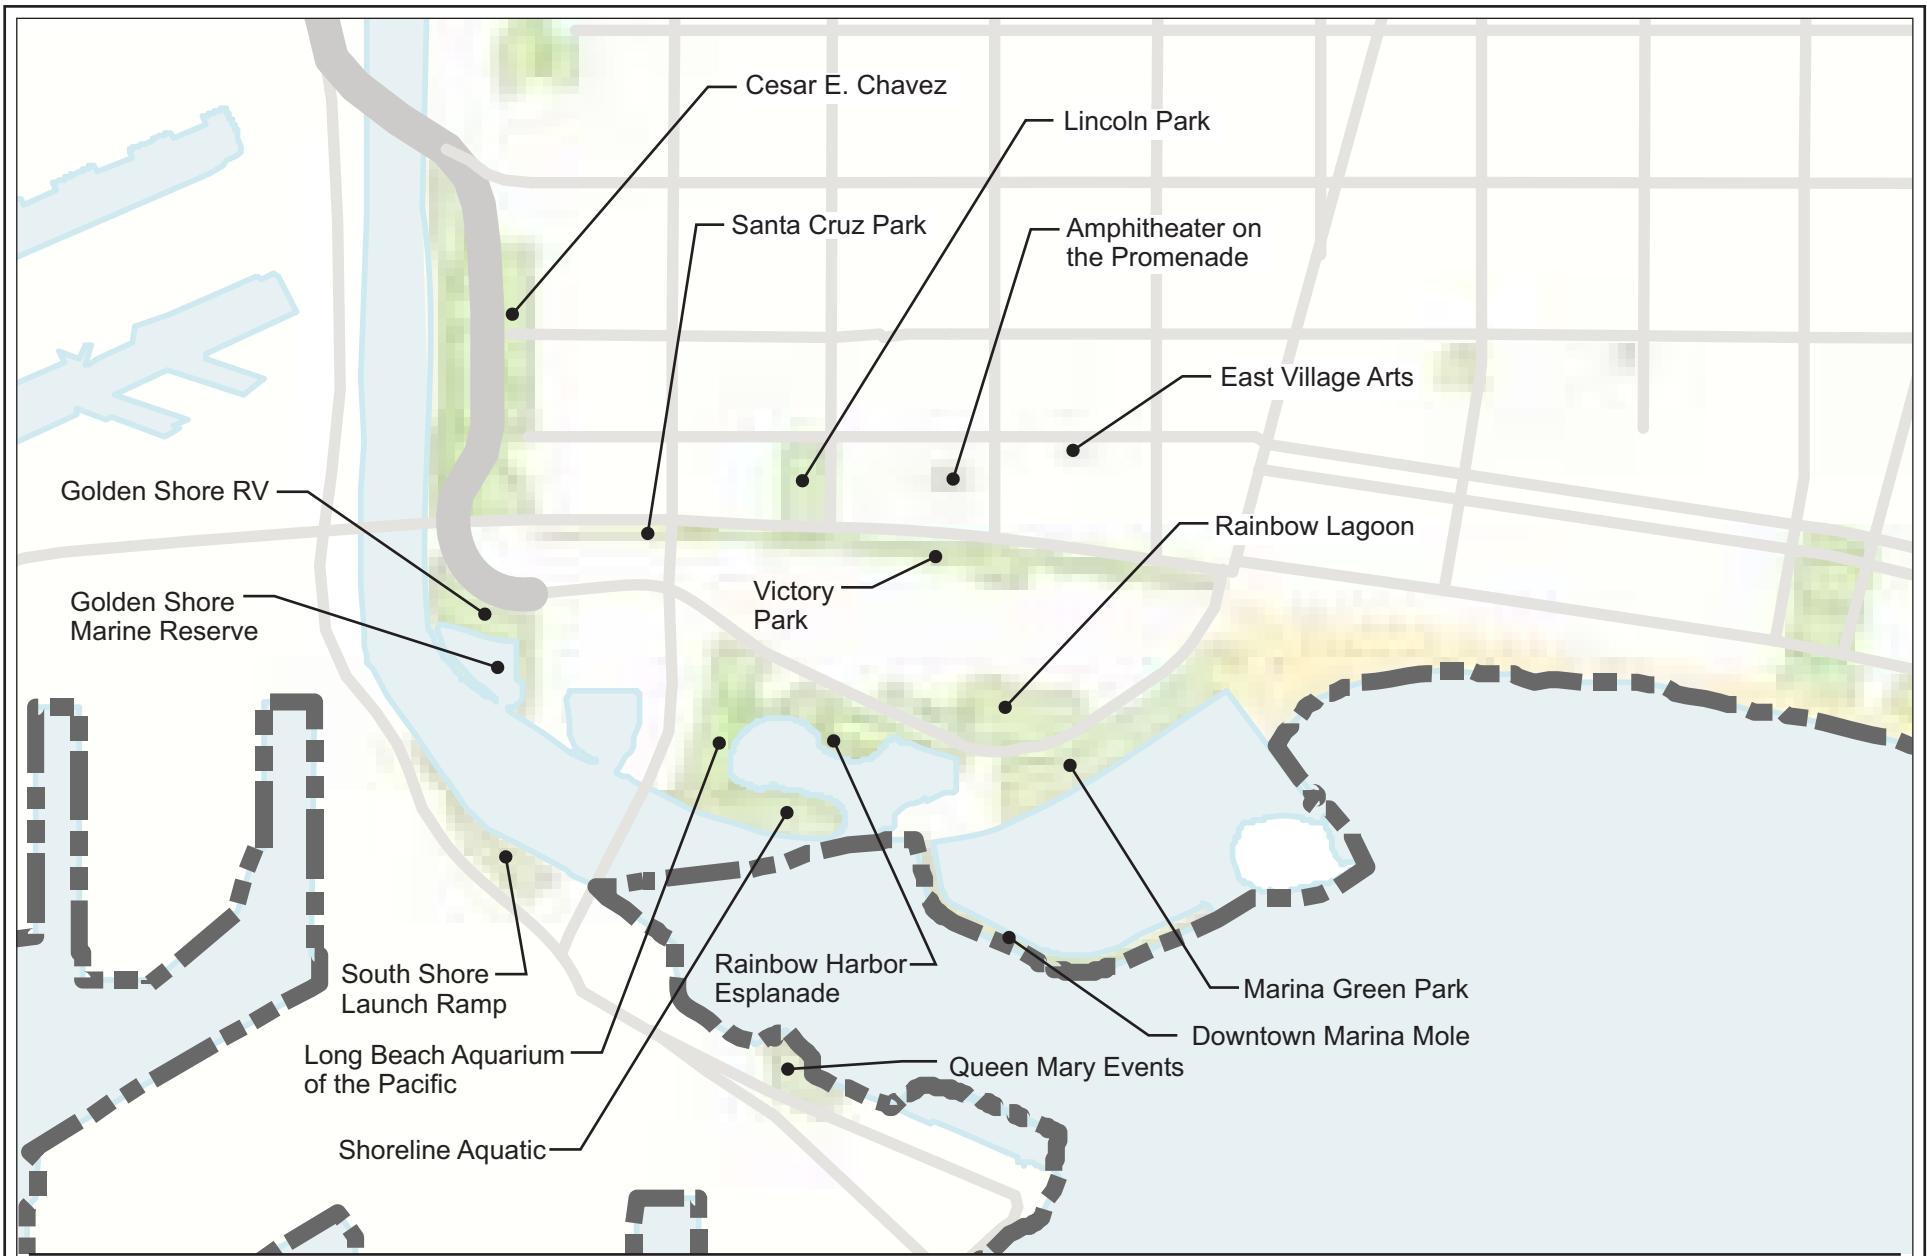 Cesar E. Chavez
Lincoln Park
Santa Cruz Park
Amphitheater on
the Promenade
East Village Arts
Golden Shore RV
Rainbow Lagoon
Victory
Park
Golden Shore
Marine Reserve
South Shore
Launch Ramp
Rainbow Harbor
Esplanade
Marina Green Park
Downtown Marina Mole
Long Beach Aquarium
of the Pacific
Queen Mary Events
Shoreline Aquatic